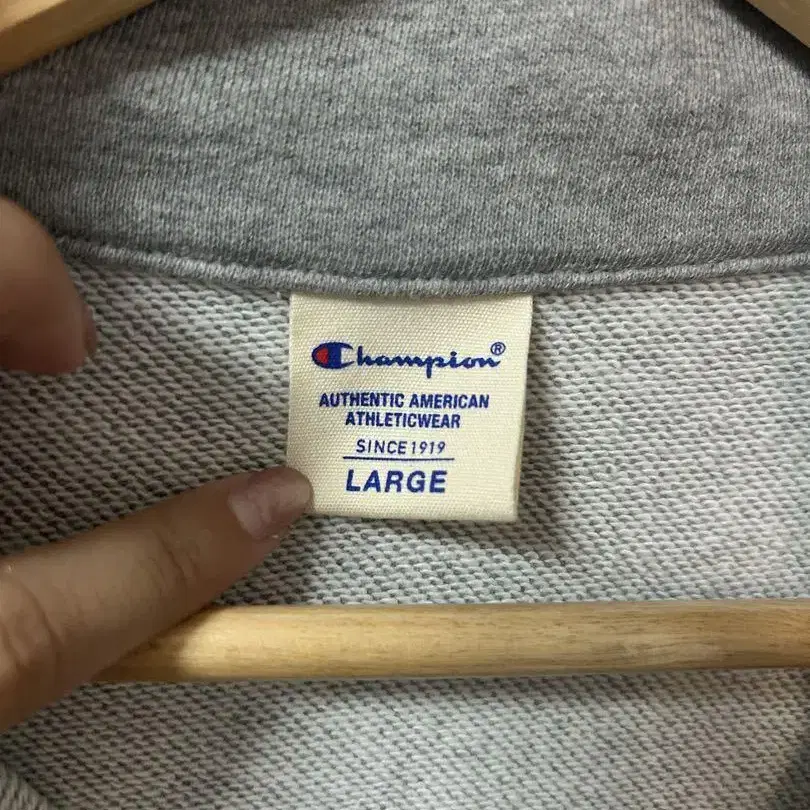 Champion®
AUTHENTIC AMERICAN
ATHLETICWEAR
SINCE 1919
LARGE